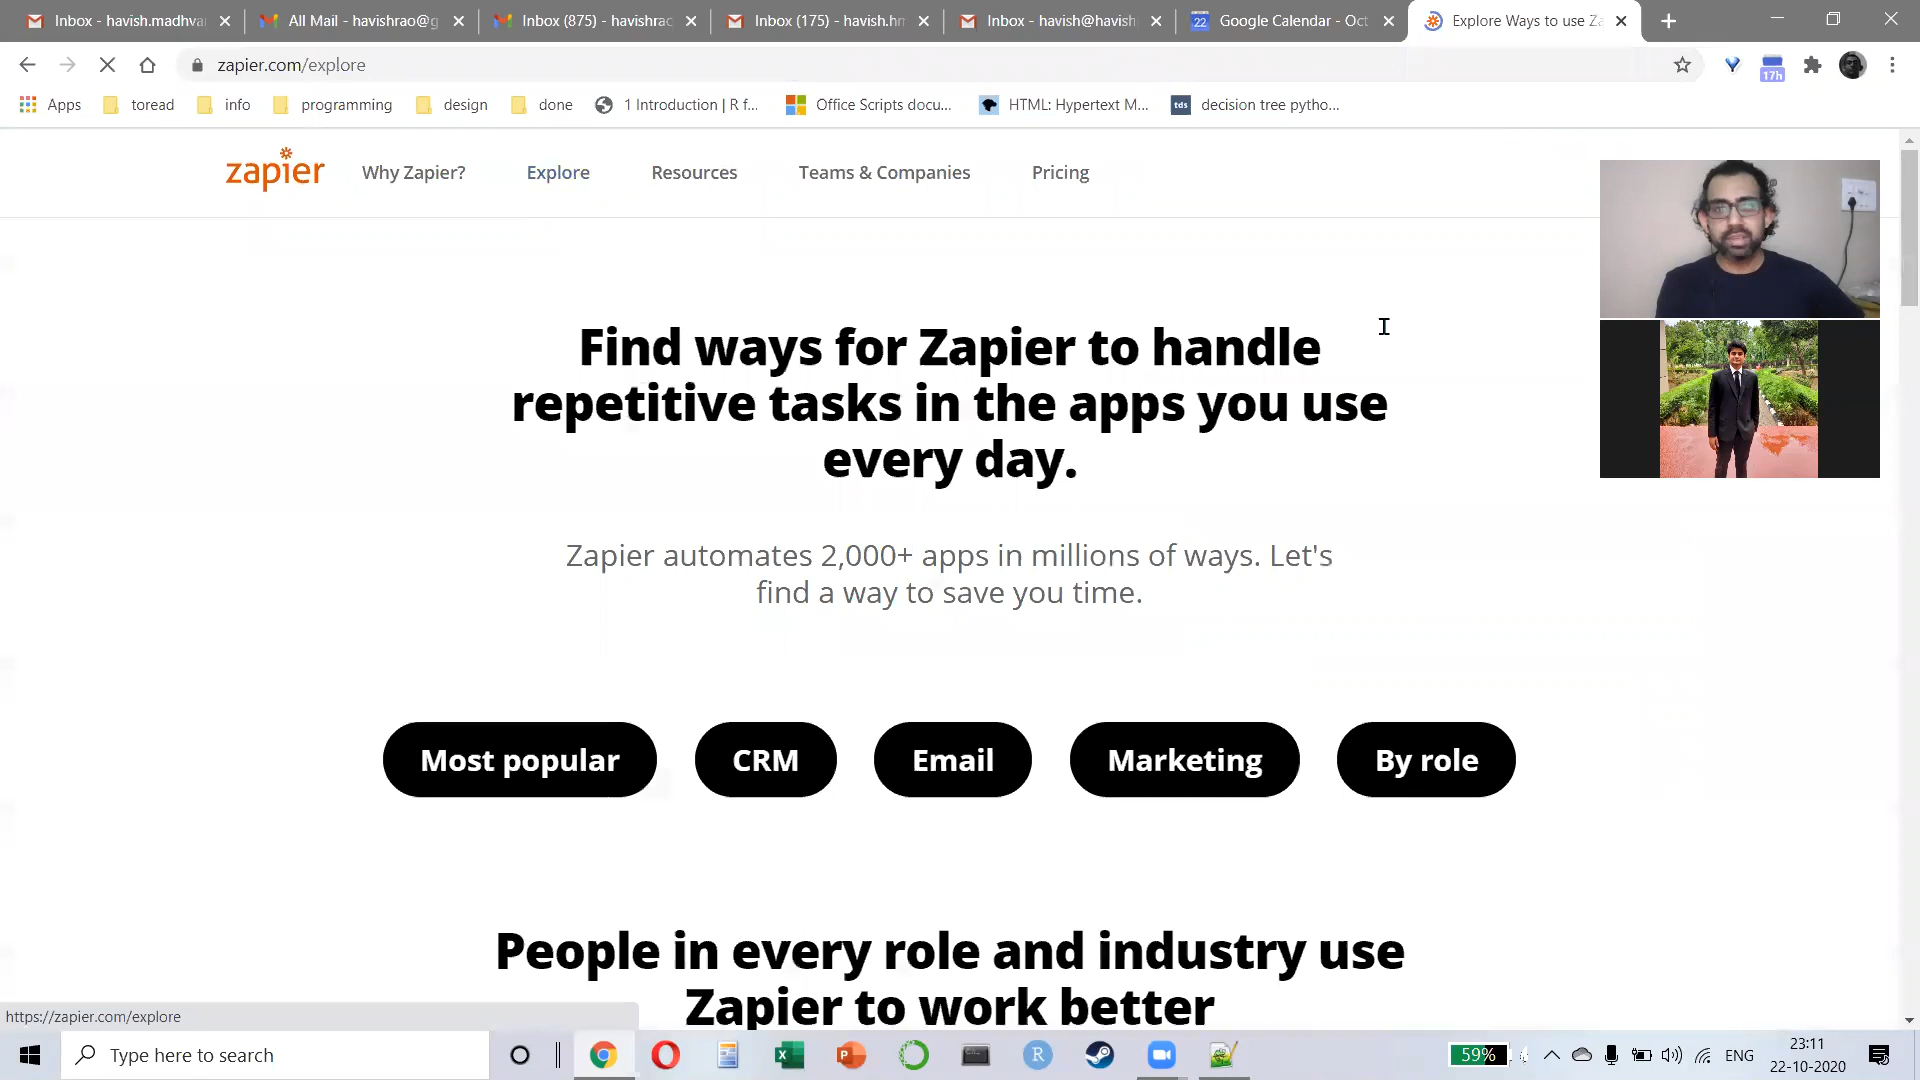 Inbox - havish.madhva
All Mail - havishrao@g
Inbox (875) - havishrao
Inbox (175) - havish.hm
Inbox - havish@havish
22
Google Calendar - Oct
Explore Ways to use Za
zapier.com/explore
17h
Apps
toread
info
programming
design
done
1 Introduction | R f...
Office Scripts docu...
HTML: Hypertext M...
tds
decision tree pytho...
zapier
Why Zapier?
Explore
Resources
Teams & Companies
Pricing
Find ways for Zapier to handle
repetitive tasks in the apps you use
every day.
Zapier automates 2,000+ apps in millions of ways. Let's
find a way to save you time.
Most popular
CRM
Email
Marketing
By role
People in every role and industry use
Zapier to work better
https://zapier.com/explore
Type here to search
R
59%
ENG
23:11
22-10-2020